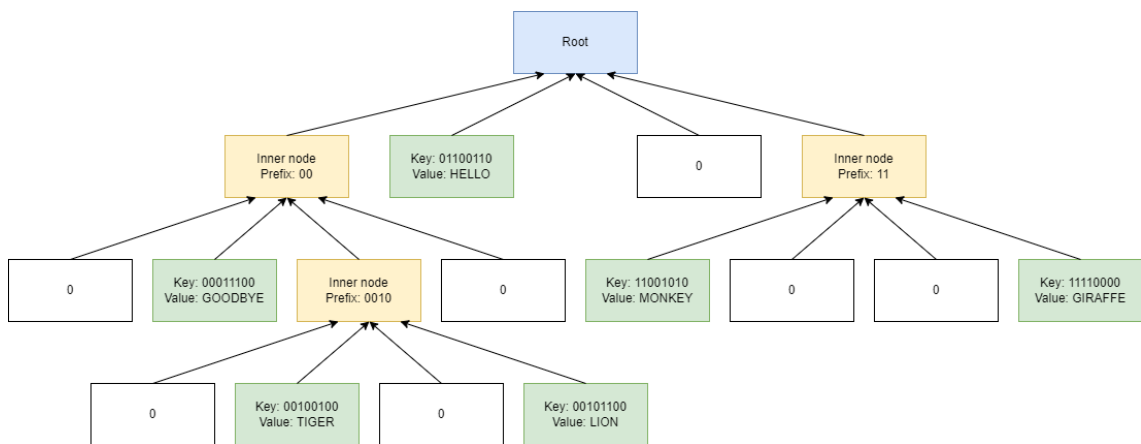 Root
Inner node
Prefix: 00
Key: 01100110
Value: HELLO
0
Inner node
Prefix: 11
0
Key: 00011100
Value: GOODBYE
Inner node
Prefix: 0010
0
Key: 11001010
Value: MONKEY
0
0
Key: 11110000
Value: GIRAFFE
0
Key: 00100100
Value: TIGER
0
Key: 00101100
Value: LION